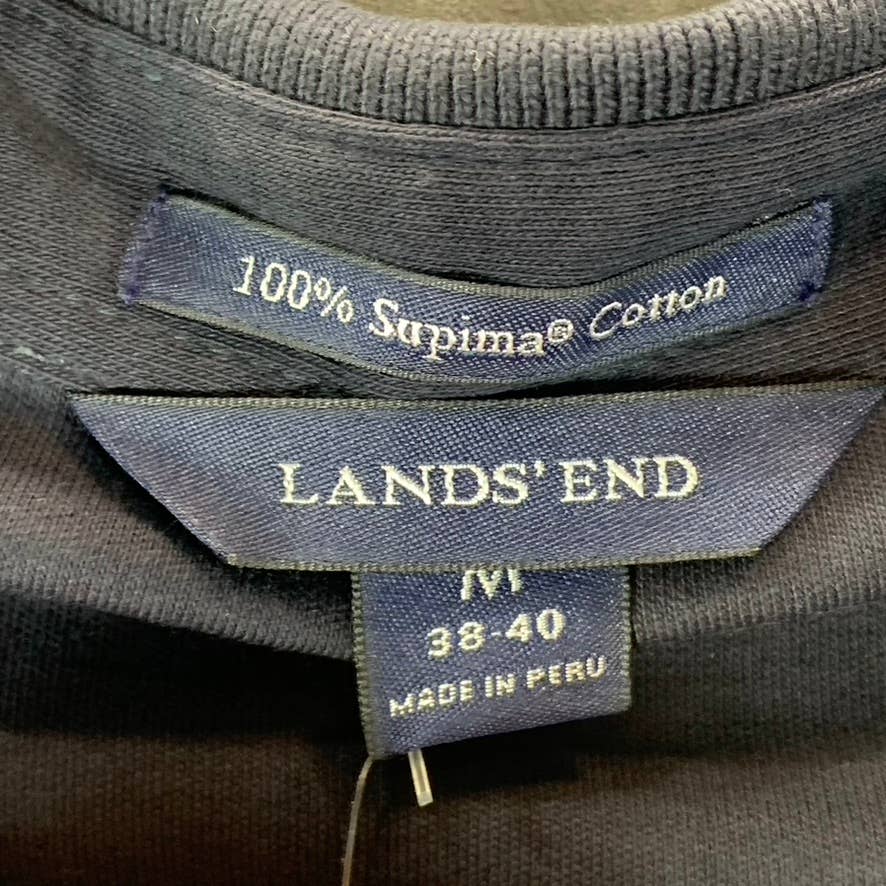 100% Supima® Cotton
LANDS' END
M
38-40
MADE IN PERU